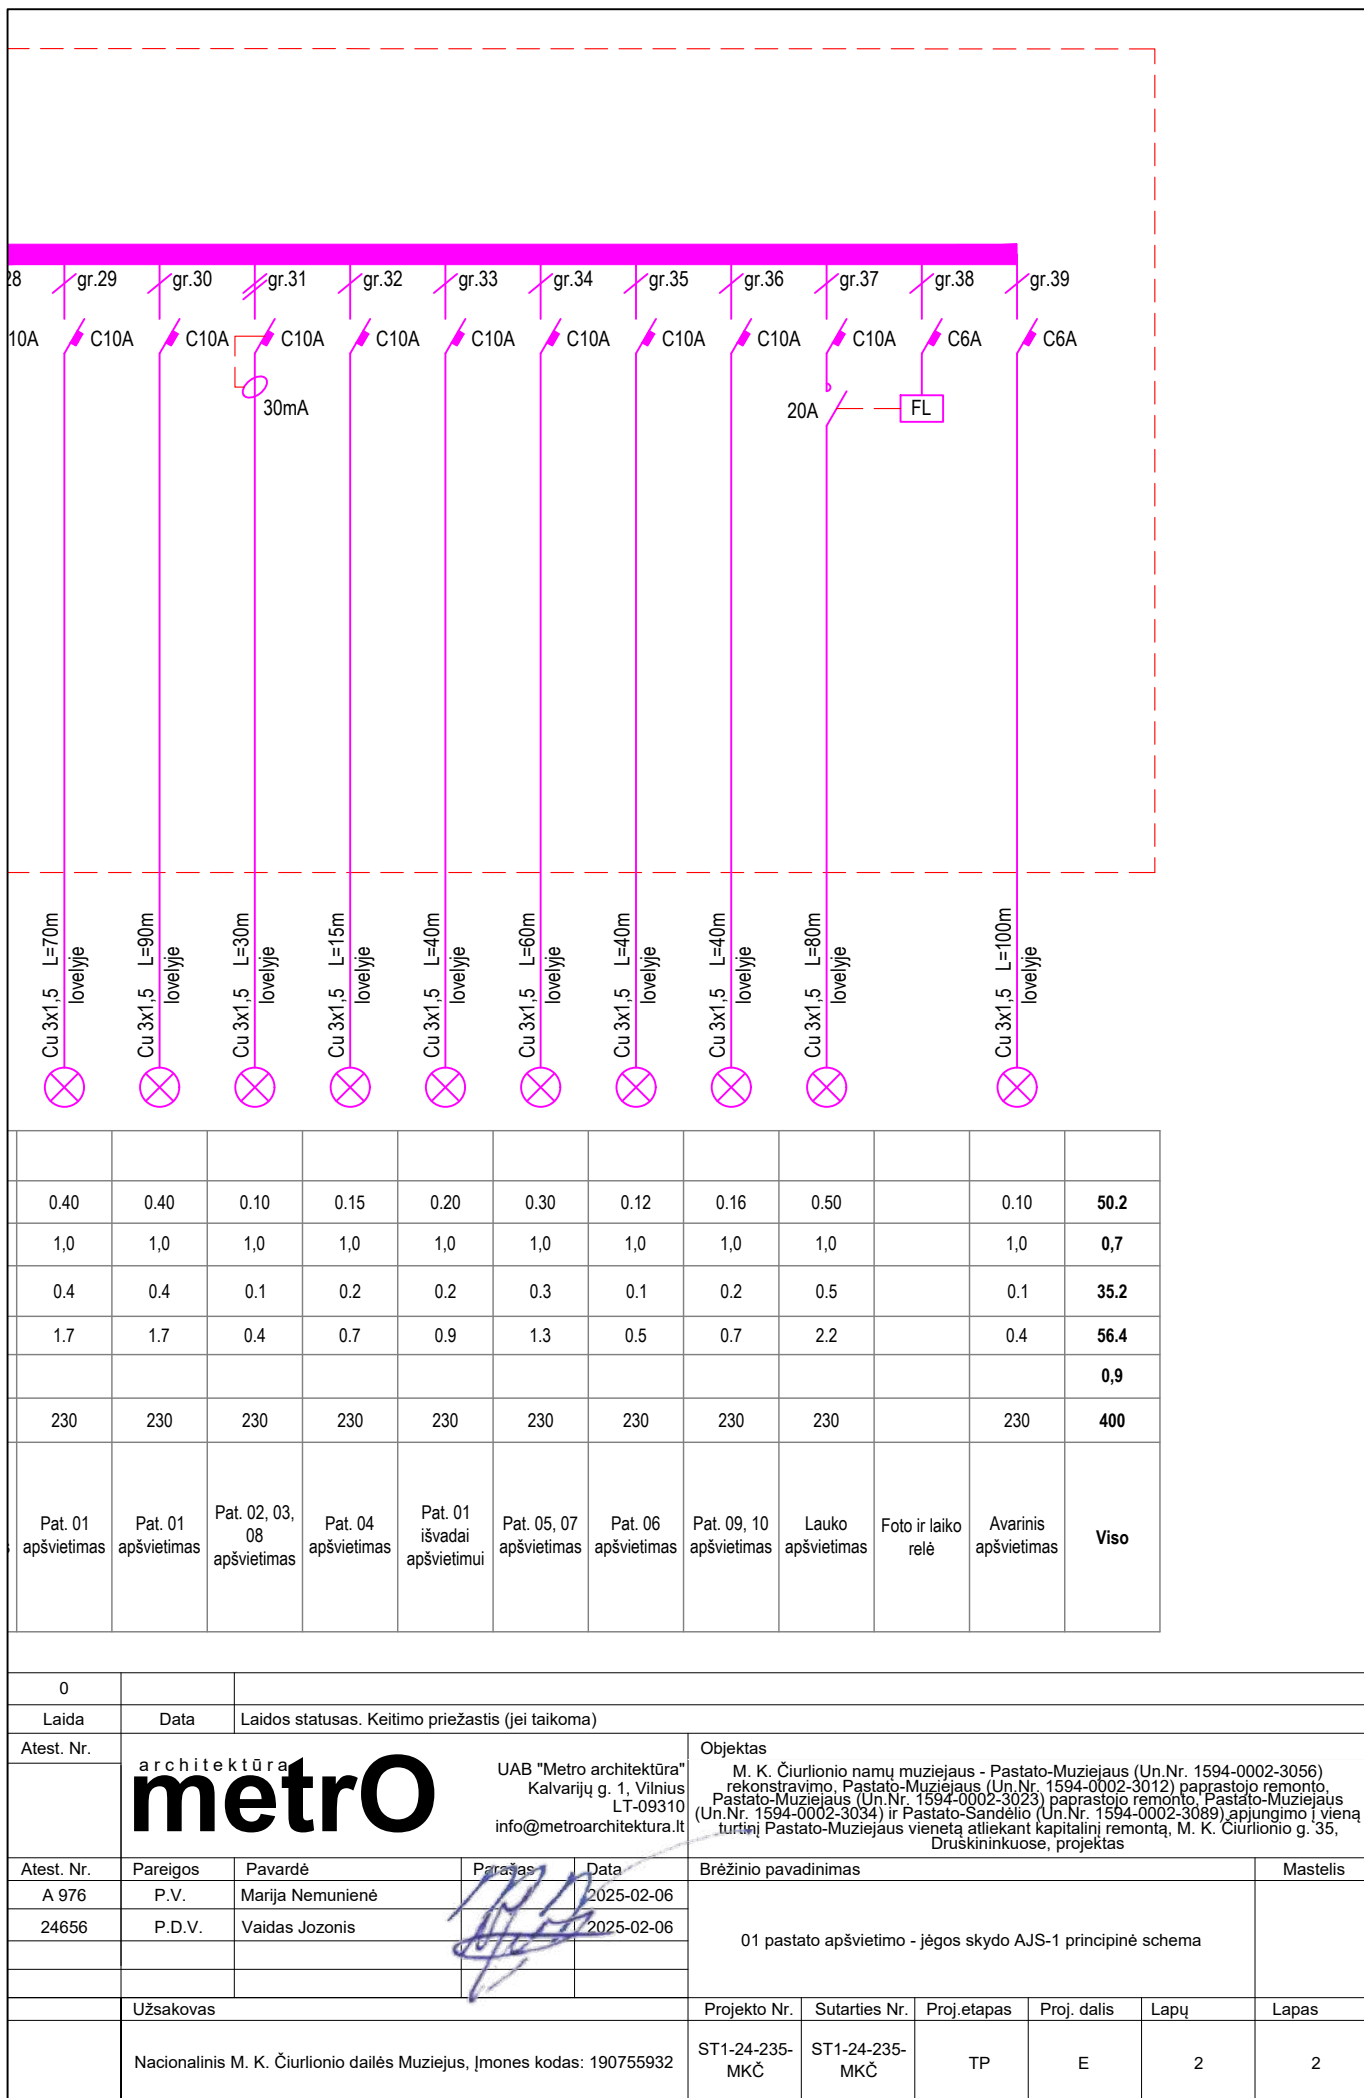 28 gr.29 gr.30 gr.31 gr.32 gr.33 gr.34 gr.35 gr.36 gr.37 gr.38 gr.39
10A C10A C10A C10A C10A C10A C10A C10A C10A C10A C6A C6A
30mA 20A FL
Cu 3x1,5 L=70m
lovelyje
Cu 3x1,5 L=90m
lovelyje
Cu 3x1,5 L=30m
lovelyje
Cu 3x1,5 L=15m
lovelyje
Cu 3x1,5 L=40m
lovelyje
Cu 3x1,5 L=60m
lovelyje
Cu 3x1,5 L=40m
lovelyje
Cu 3x1,5 L=40m
lovelyje
Cu 3x1,5 L=80m
lovelyje
Cu 3x1,5 L=100m
lovelyje
0.40 0.40 0.10 0.15 0.20 0.30 0.12 0.16 0.50 0.10 50.2
1,0 1,0 1,0 1,0 1,0 1,0 1,0 1,0 1,0 1,0 0,7
0.4 0.4 0.1 0.2 0.2 0.3 0.1 0.2 0.5 0.1 35.2
1.7 1.7 0.4 0.7 0.9 1.3 0.5 0.7 2.2 0.4 56.4
0,9
230 230 230 230 230 230 230 230 230 230 400
Pat. 01
apšvietimas
Pat. 01
apšvietimas
Pat. 02, 03,
08
apšvietimas
Pat. 04
apšvietimas
Pat. 01
išvadai
apšvietimui
Pat. 05, 07
apšvietimas
Pat. 06
apšvietimas
Pat. 09, 10
apšvietimas
Lauko
apšvietimas
Foto ir laiko
relė
Avarinis
apšvietimas
Viso
0
Laida Data Laidos statusas. Keitimo priežastis (jei taikoma)
Atest. Nr.
architektūra
metrO
UAB "Metro architektūra"
Kalvarijų g. 1, Vilnius
LT-09310
info@metroarchitektura.lt
Objektas
M. K. Čiurlionio namų muziejaus - Pastato-Muziejaus (Un.Nr. 1594-0002-3056)
rekonstravimo, Pastato-Muziejaus (Un.Nr. 1594-0002-3012) paprastojo remonto,
Pastato-Muziejaus (Un.Nr. 1594-0002-3023) paprastojo remonto, Pastato-Muziejaus
(Un.Nr. 1594-0002-3034) ir Pastato-Sandėlio (Un.Nr. 1594-0002-3089) apjungimo į vieną
turtinį Pastato-Muziejaus vienetą atliekant kapitalinį remontą, M. K. Čiurlionio g. 35,
Druskininkuose, projektas
Atest. Nr. Pareigos Pavardė Parašas Data Brėžinio pavadinimas Mastelis
A 976 P.V. Marija Nemunienė 2025-02-06
24656 P.D.V. Vaidas Jozonis 2025-02-06
01 pastato apšvietimo - jėgos skydo AJS-1 principinė schema
Užsakovas Projekto Nr. Sutarties Nr. Proj.etapas Proj. dalis Lapų Lapas
Nacionalinis M. K. Čiurlionio dailės Muziejus, Įmones kodas: 190755932
ST1-24-235-
MKČ
ST1-24-235-
MKČ
TP E 2 2